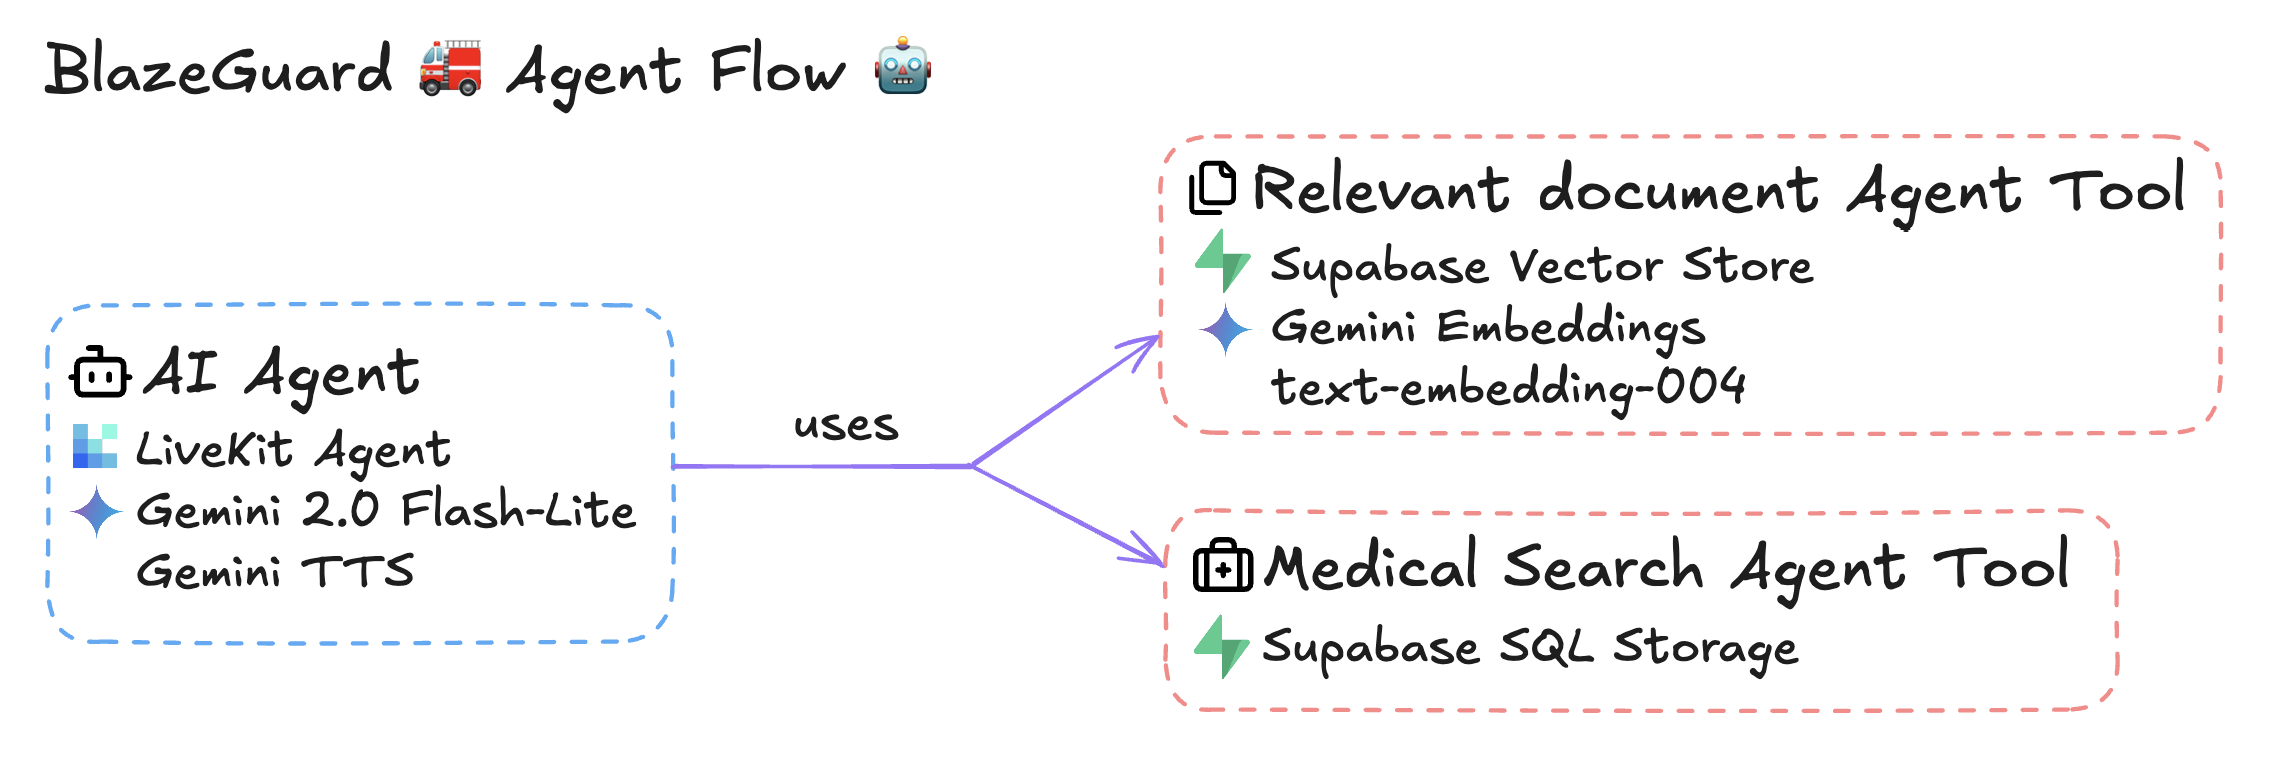 BlazeGuard 🚒 Agent Flow 🤖
AI Agent
LiveKit Agent
Gemini 2.0 Flash-Lite
Gemini TTS
uses
Relevant document Agent Tool
Supabase Vector Store
Gemini Embeddings
text-embedding-004
Medical Search Agent Tool
Supabase SQL Storage